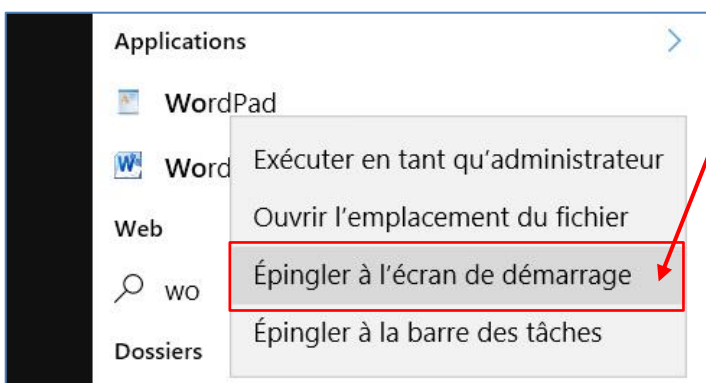 Applications
WordPad
Word
Exécuter en tant qu'administrateur
Web
Ouvrir l'emplacement du fichier
Épingler à l'écran de démarrage
wo
Épingler à la barre des tâches
Dossiers